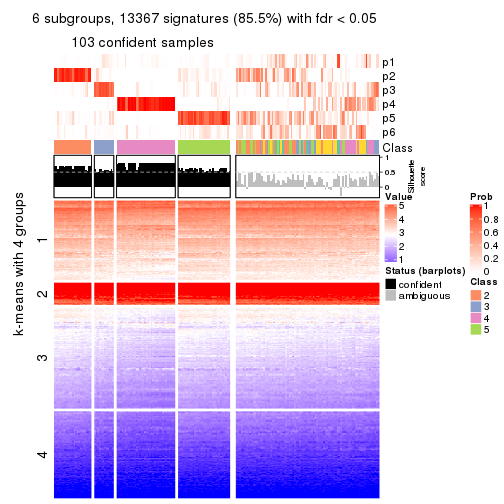 6 subgroups, 13367 signatures (85.5%) with fdr < 0.05
103 confident samples
p1
p2
p3
p4
p5
p6
Class
1
0.5
0
Silhouette
score
k-means with 4 groups
1
2
3
4
Value
5
4
3
2
1
Status (barplots)
confident
ambiguous
Prob
1
0.8
0.6
0.4
0.2
0
Class
2
3
4
5